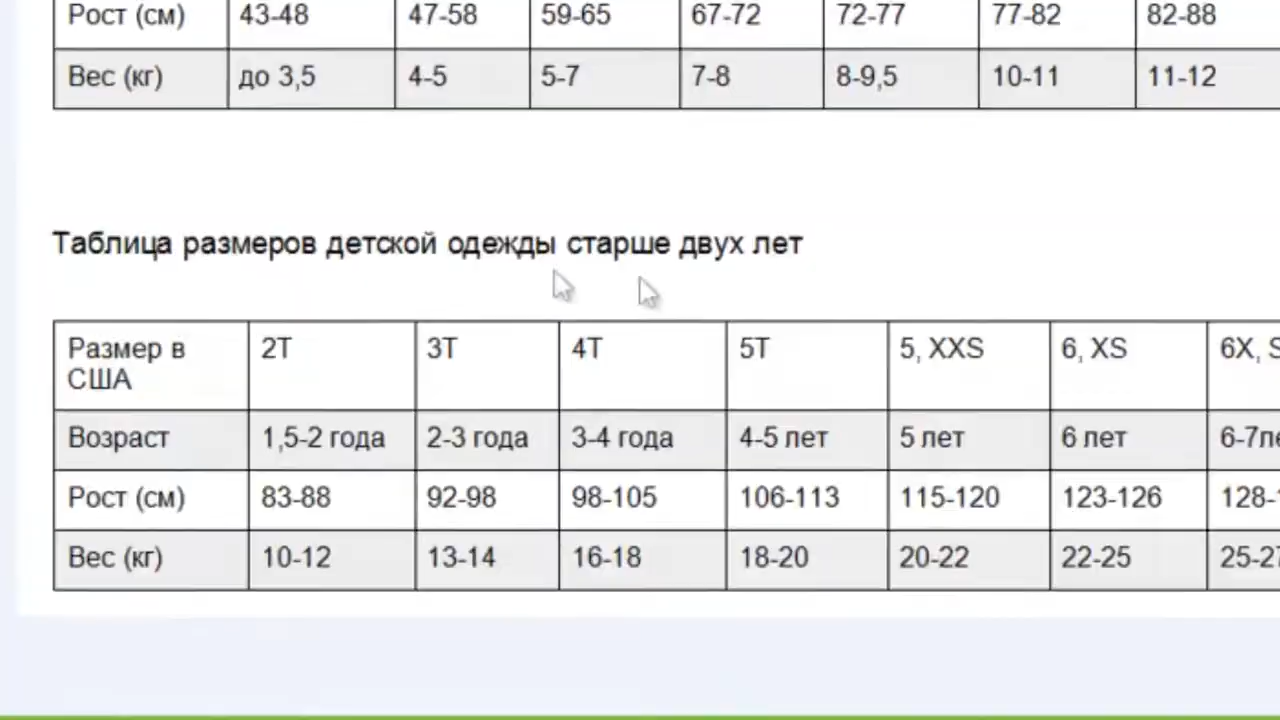 Рост (см) 43-48 47-58 59-65 67-72 72-77 77-82 82-88
Вес (кг) до 3,5 4-5 5-7 7-8 8-9,5 10-11 11-12
Таблица размеров детской одежды старше двух лет
Размер в 2T 3T 4T 5T 5, XXS 6, XS 6X,
США
Возраст 1,5-2 года 2-3 года 3-4 года 4-5 лет 5 лет 6 лет
Рост (см) 83-88 92-98 98-105 106-113 115-120 123-126 128-
Вес (кг) 10-12 13-14 16-18 18-20 20-22 22-25 25-27